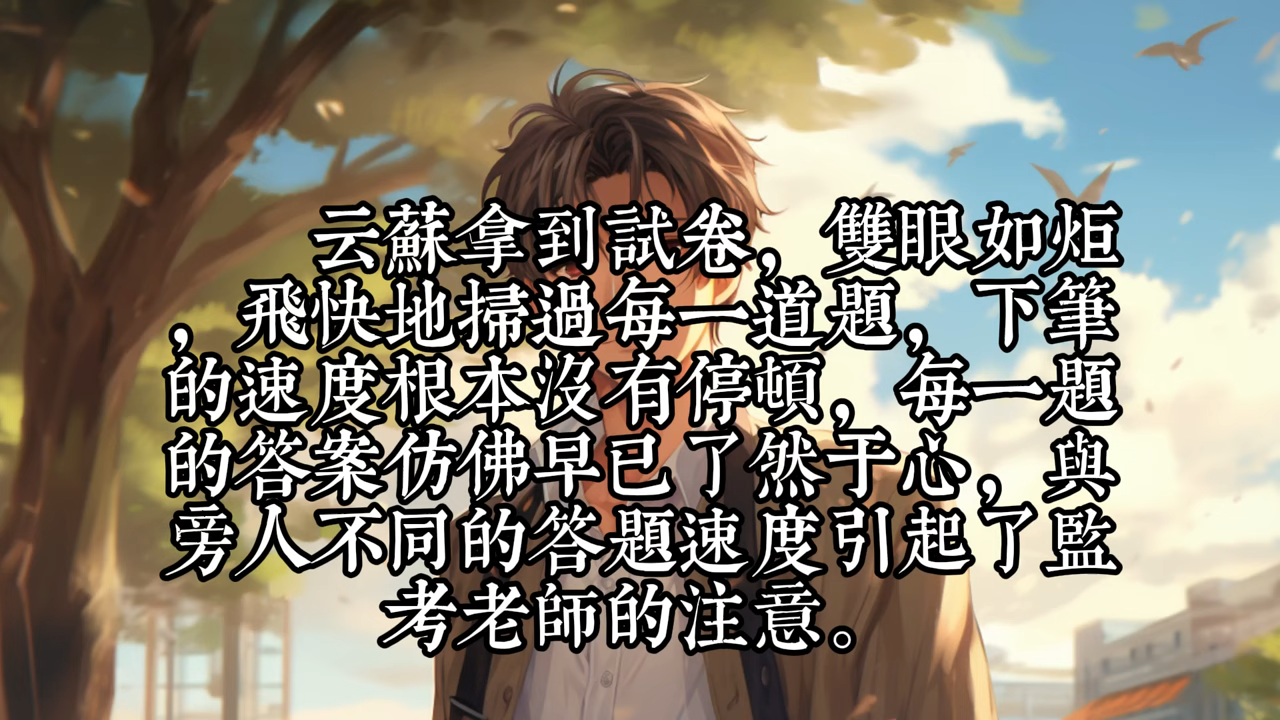 云蘇拿到試卷，雙眼如炬
，飛快地掃過每一道題，下筆
的速度根本沒有停頓，每一題
的答案仿佛早已了然于心，與
旁人不同的答題速度引起了監
考老師的注意。